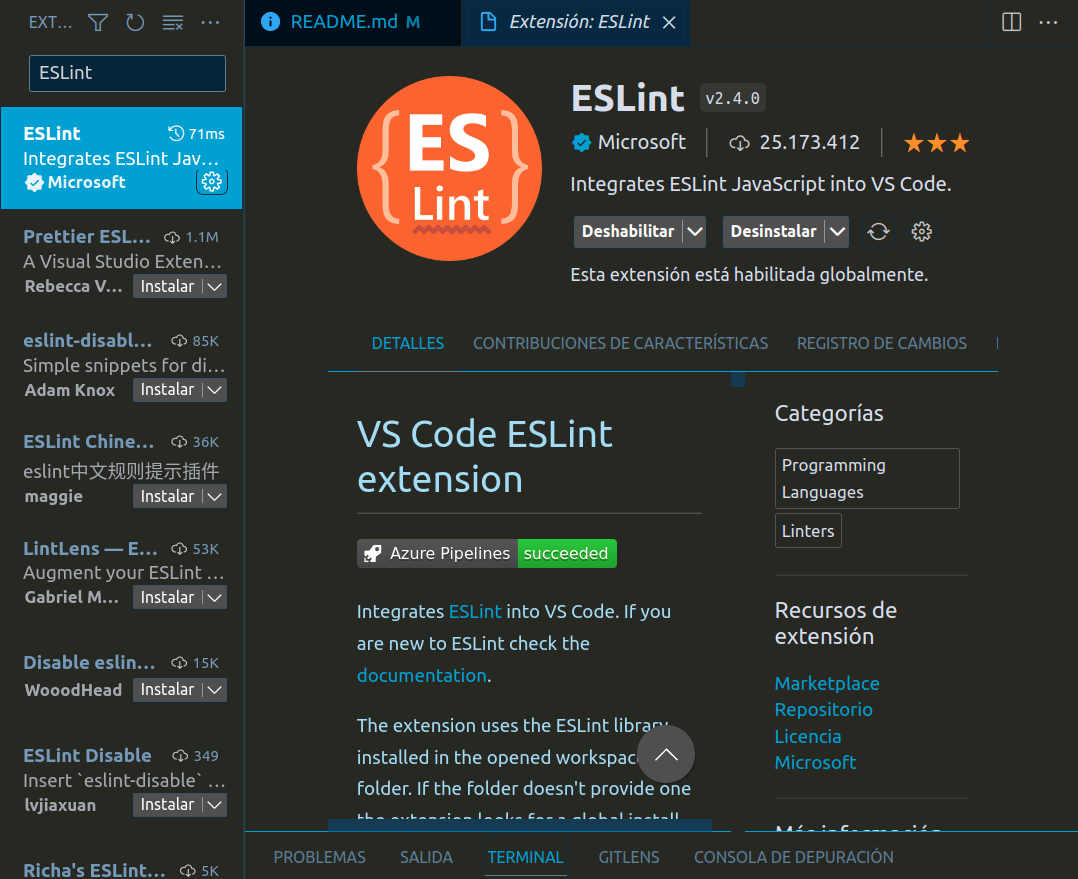 EXT...
README.md M
Extensión: ESLint
ESLint
ESLint 71ms
Integrates ESLint Jav...
Microsoft
Prettier ESL... 1.1M
A Visual Studio Exten...
Rebecca V... Instalar
eslint-disabl... 85K
Simple snippets for di...
Adam Knox Instalar
ESLint Chine... 36K
eslint中文规则提示插件
maggie Instalar
LintLens — E... 53K
Augment your ESLint ...
Gabriel M... Instalar
Disable eslin... 15K
WooodHead Instalar
ESLint Disable 349
Insert `eslint-disable` ...
lvjiaxuan Instalar
Richa's ESLint... 5K
{ES}
Lint
ESLint v2.4.0
Microsoft 25.173.412
Integrates ESLint JavaScript into VS Code.
Deshabilitar Desinstalar
Esta extensión está habilitada globalmente.
DETALLES CONTRIBUCIONES DE CARACTERÍSTICAS REGISTRO DE CAMBIOS
VS Code ESLint
extension
Azure Pipelines succeeded
Integrates ESLint into VS Code. If you
are new to ESLint check the
documentation.
The extension uses the ESLint library
installed in the opened workspace
folder. If the folder doesn't provide one
the extension looks for a global install
Categorías
Programming
Languages
Linters
Recursos de
extensión
Marketplace
Repositorio
Licencia
Microsoft
Más información
PROBLEMAS SALIDA TERMINAL GITLENS CONSOLA DE DEPURACIÓN